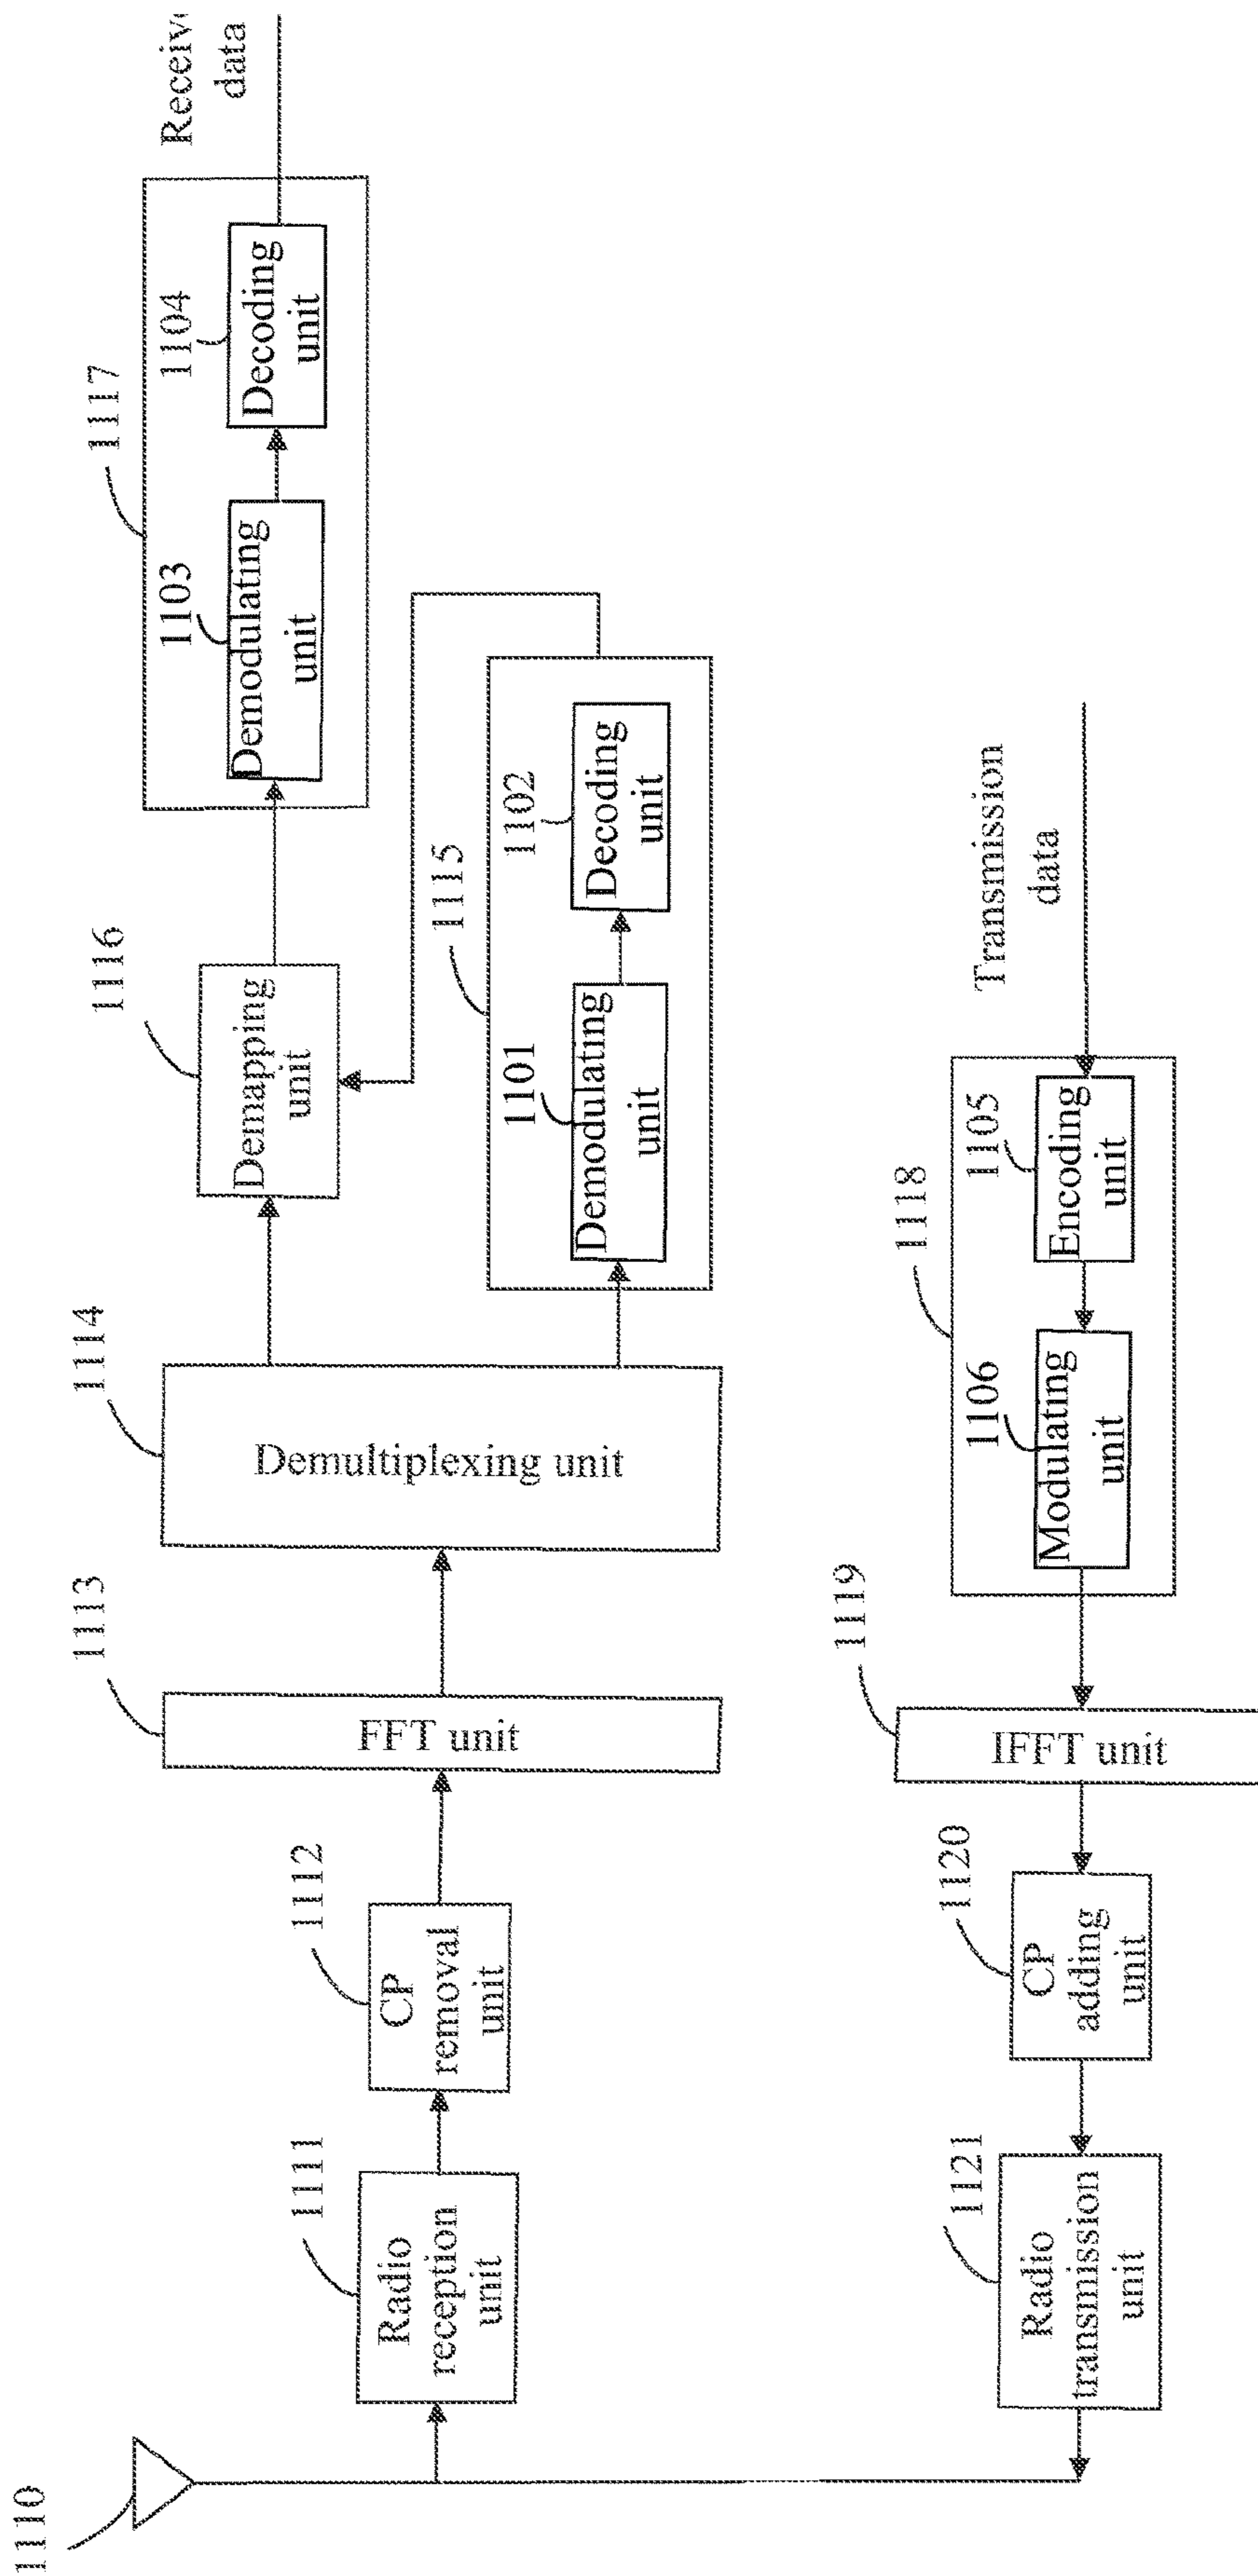 1110
1111
Radio
reception
unit
1112
CP
removal
unit
1113
FFT unit
1114
Demultiplexing unit
1116
Demapping
unit
1117
1103
Demodulating
unit
1104
Decoding
unit
data
1115
1101
Demodulating
unit
1102
Decoding
unit
1121
Radio
transmission
unit
1120
CP
adding
unit
1119
IFFT unit
1118
1106
Modulating
unit
1105
Encoding
unit
Transmission
data